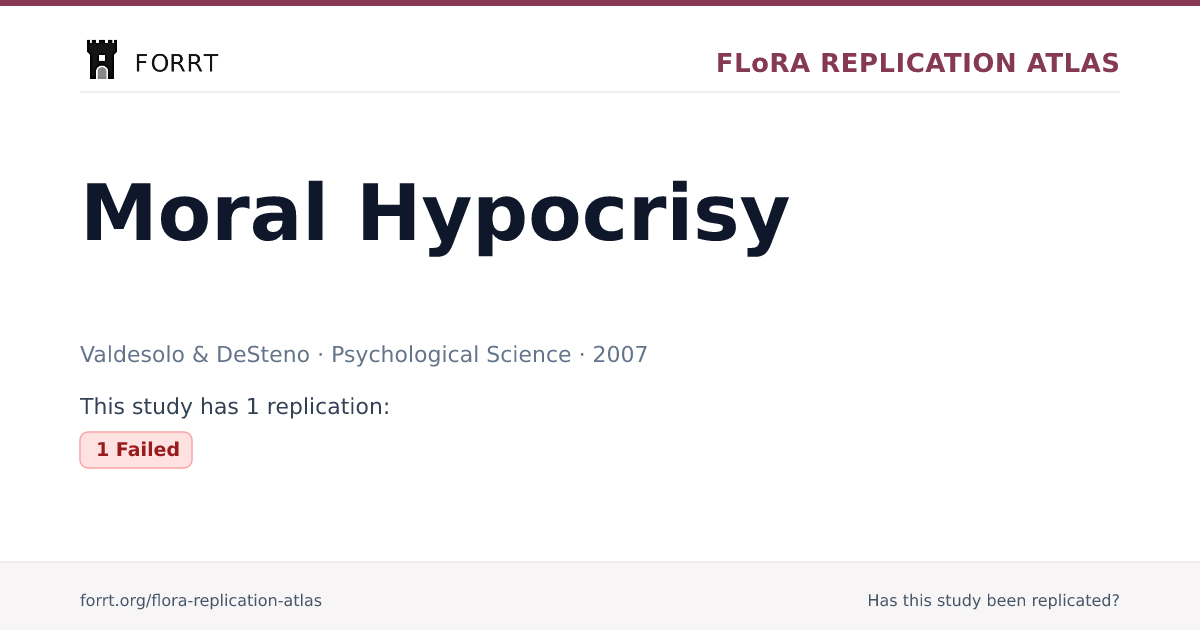 FORRT
FLoRA REPLICATION ATLAS
Moral Hypocrisy
Valdesolo & DeSteno · Psychological Science · 2007
This study has 1 replication:
1 Failed
forrt.org/flora-replication-atlas
Has this study been replicated?